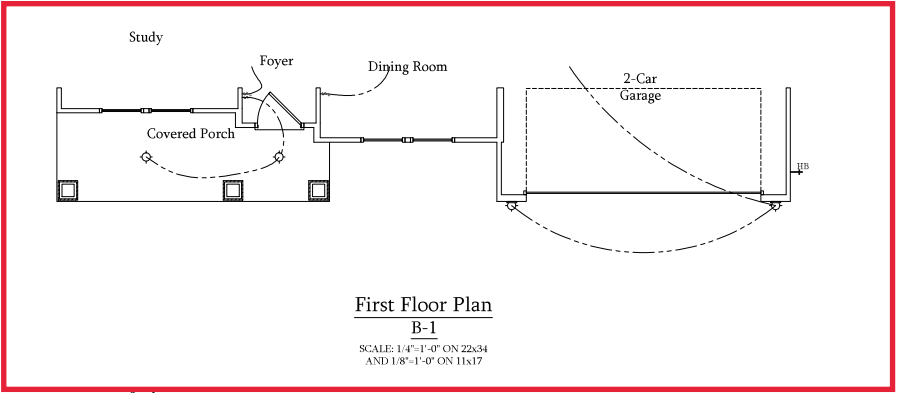 Study
Foyer
Dining Room
2-Car
Garage
Covered Porch
HB
First Floor Plan
B-1
SCALE: 1/4"=1'-0" ON 22x34
AND 1/8"=1'-0" ON 11x17